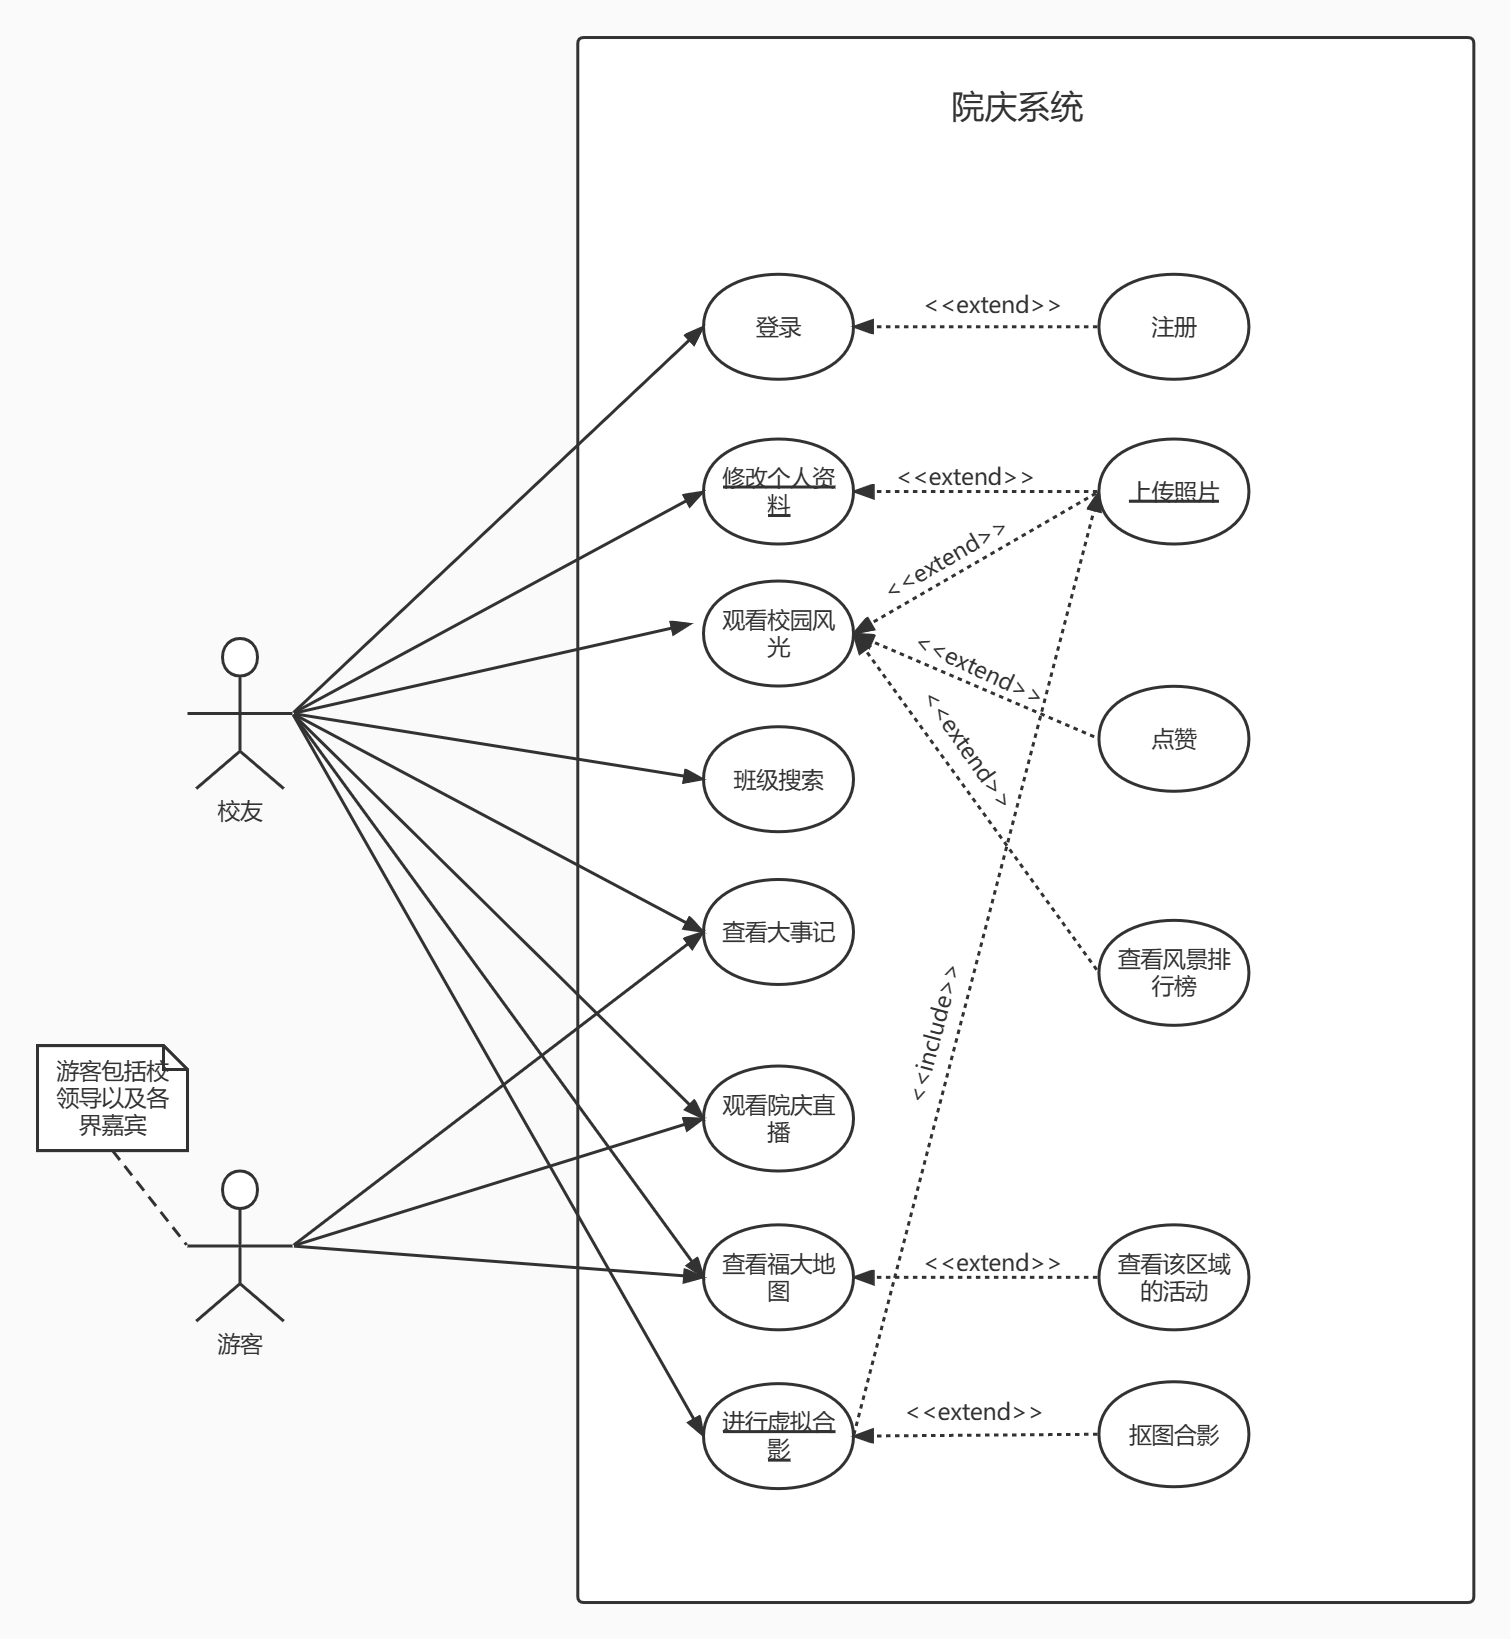 院庆系统
登录
<<extend>>
注册
修改个人资
料
<<extend>>
上传照片
<<extend>>
观看校园风
光
<<extend>>
<<extend>>
点赞
班级搜索
校友
查看大事记
查看风景排
行榜
<<include>>
游客包括校
领导以及各
界嘉宾
观看院庆直
播
查看福大地
图
<<extend>>
查看该区域
的活动
游客
进行虚拟合
影
<<extend>>
抠图合影